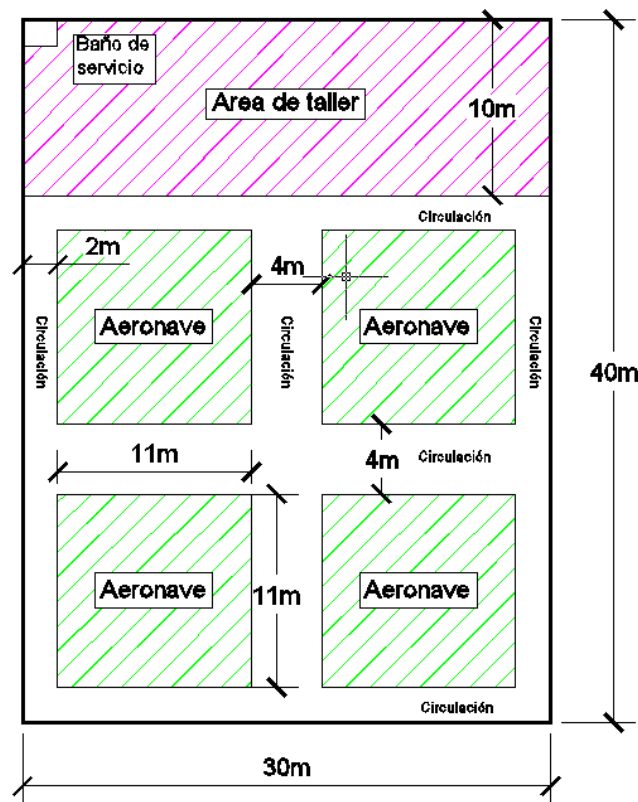 Baño de
servicio
Area de taller
10m
Circulación
2m
4m
Aeronave
Aeronave
Circulación
Circulación
Circulación
40m
11m
4m
Circulación
Aeronave
11m
Aeronave
Circulación
30m